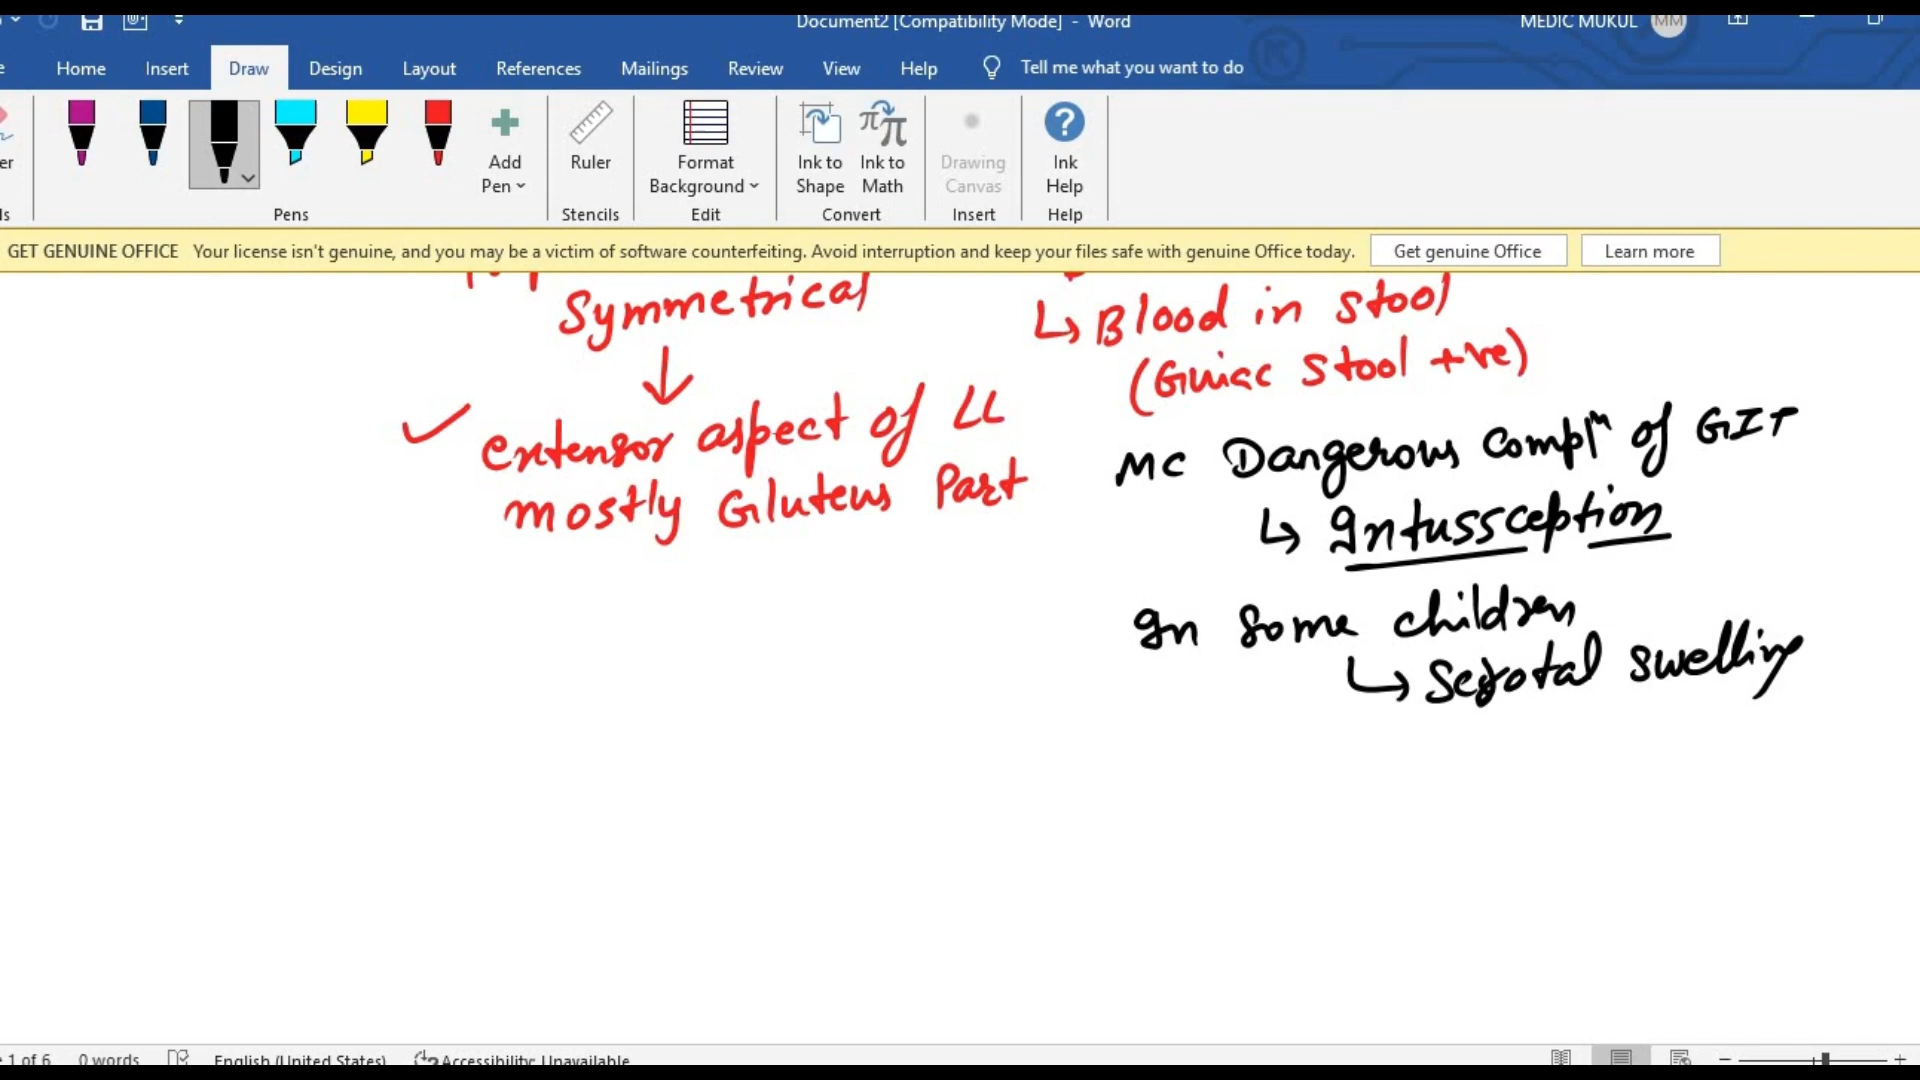 Document2 [Compatibility Mode] - Word
MEDIC MUKUL MM
Home Insert Draw Design Layout References Mailings Review View Help Tell me what you want to do
Add Pen
Ruler
Format Background
Ink to Shape
Ink to Math
Drawing Canvas
Ink Help
Pens Stencils Edit Convert Insert Help
GET GENUINE OFFICE Your license isn't genuine, and you may be a victim of software counterfeiting. Avoid interruption and keep your files safe with genuine Office today. Get genuine Office Learn more
Symmetrical
↓
✓ extensor aspect of LL
mostly Gluteus Part
↳ Blood in stool
(Guiac stool +ve)
MC Dangerous compln of GIT
↳ Intussception
In some children
↳ Scrotal swelling
1 of 6 0 words English (United States) Accessibility: Unavailable